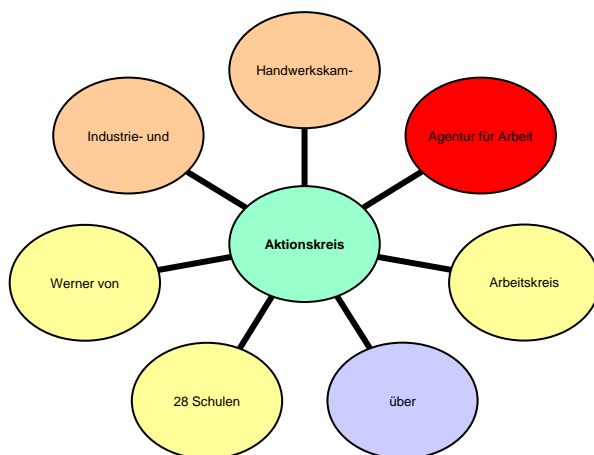 Handwerkskam-
Industrie- und
Agentur für Arbeit
Aktionskreis
Werner von
Arbeitskreis
28 Schulen
über